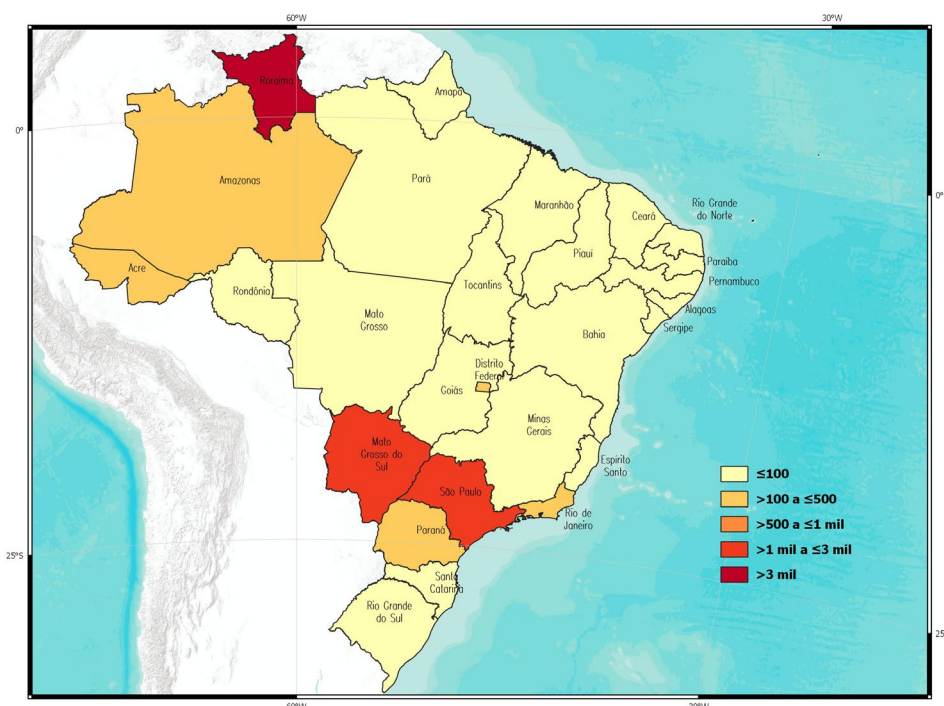 60°W
30°W
Roraima
Amapá
0°
Amazonas
Pará
Maranhão
Ceará
Rio Grande
do Norte
0°
Piauí
Paraíba
Acre
Pernambuco
Rondônia
Tocantins
Alagoas
Mato
Grosso
Bahia
Sergipe
Distrito
Federal
Goiás
Minas
Gerais
Mato
Grosso do
Sul
Espírito
Santo
≤100
São Paulo
>100 a ≤500
Rio de
Janeiro
>500 a ≤1 mil
Paraná
>1 mil a ≤3 mil
25°S
>3 mil
Santa
Catarina
Rio Grande
do Sul